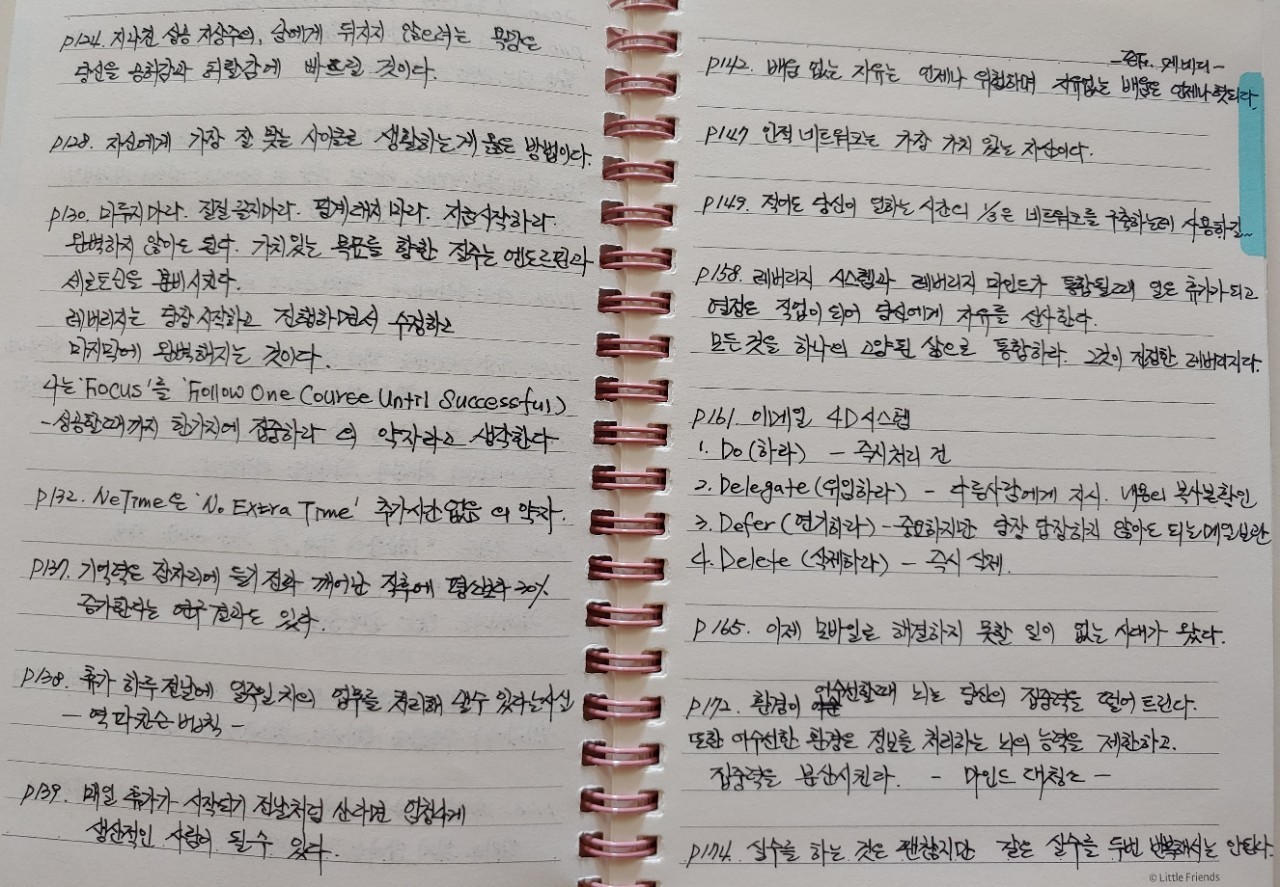 p124. 지나친 성공 지상주의, 남에게 뒤지지 않으려는 욕망은
당신을 공허감과 허탈감에 빠뜨릴 것이다.
p128. 자신에게 가장 잘 맞는 사이클로 생활하는게 옳은 방법이다.
p130. 미루지마라. 질질 끌지마라. 핑계대지 마라. 지금시작하라.
완벽하지 않아도 된다. 가치있는 목표를 향한 질주는 엔도르핀과
세로토닌을 분비시킨다.
레버리지는 당장 시작하고 진행하면서 수정하고
마지막에 완벽해지는 것이다.
나는 'Focus'를 'Follow One Course Until Successful)
- 성공할때까지 한가지에 집중하라 의 약자라고 생각한다
p132. NeTime은 'No Extra Time' 추가시간 없음 의 약자.
p137. 기억력은 잠자리에 들기 전과 깨어난 직후에 평소보다 30%
증가한다는 연구결과도 있다.
p138. 휴가 하루 전날에 일주일 치의 업무를 처리해 낼수 있다는
- 역 파킨슨 법칙 -
p139. 매일 휴가가 시작되기 전날처럼 산다면 엄청나게
생산적인 사람이 될수 있다.
케비디 -
p142. 배움 없는 자유는 언제나 위험하며 자유없는 배움은 언제나 헛되다.
p147 인적 네트워크는 가장 가치 있는 자산이다.
p149. 적어도 당신이 일하는 시간의 1/3은 네트워크를 구축하는데 사용하길~
p158. 레버리지 시스템과 레버리지 마인드가 통합될때 일은 휴가가 되고
열정은 직업이 되어 당신에게 자유를 선사한다.
모든것을 하나의 고양된 삶으로 통합하라. 그것이 진정한 레버리지다.
p161. 이메일 4D시스템
1. Do (하라) - 즉시처리 건
2. Delegate (위임하라) - 다른사람에게 지시. 내용의 복사본확인
3. Defer (연기하라) - 중요하지만 당장 답장하지 않아도 되는메일보관
4. Delete (삭제하라) - 즉시 삭제.
p165. 이제 모바일로 해결하지 못할 일이 없는 시대가 왔다.
p172. 환경이 어수선할때 뇌는 당신의 집중력을 떨어트린다.
또한 어수선한 환경은 정보를 처리하는 뇌의 능력을 제한하고.
집중력을 분산시킨다. - 마인드 대청소 -
p174. 실수를 하는 것은 괜찮지만 같은 실수를 두번 반복해서는 안된다.
© Little Friends